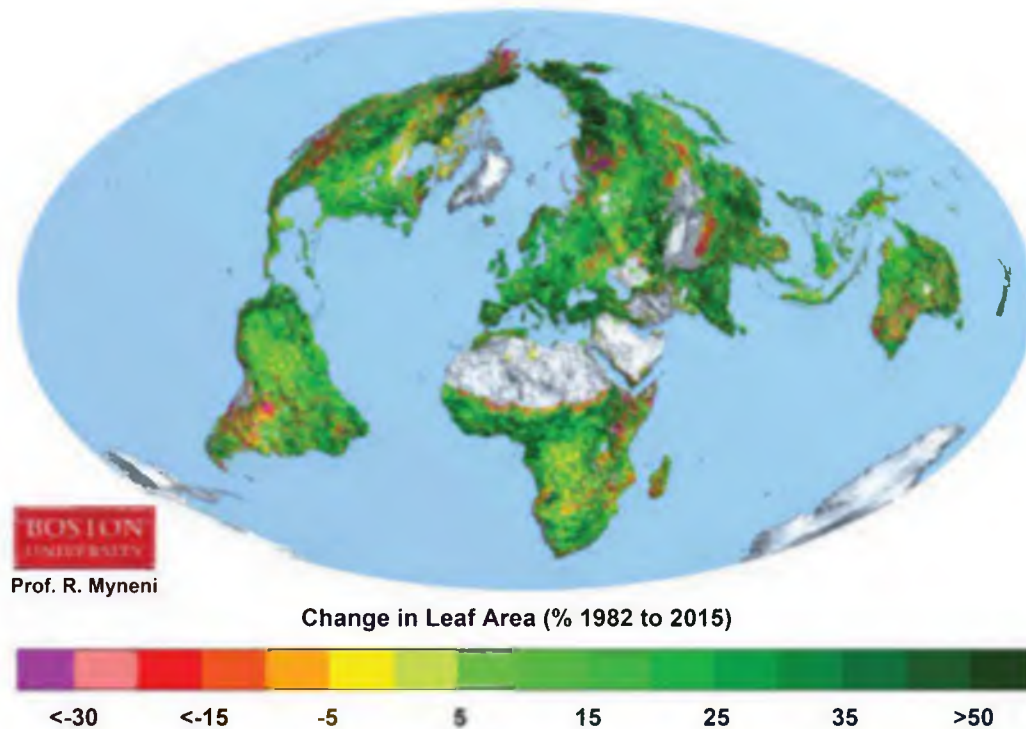 BOSTON
UNIVERSITY
Prof. R. Myneni
Change in Leaf Area (% 1982 to 2015)
<-30 <-15 -5 5 15 25 35 >50